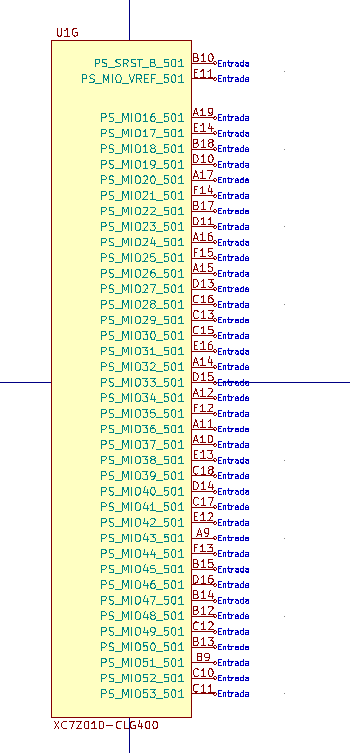 U1G
PS_SRST_B_501 B10 Entrada
PS_MIO_VREF_501 E11 Entrada
PS_MIO16_501 A19 Entrada
PS_MIO17_501 E14 Entrada
PS_MIO18_501 B18 Entrada
PS_MIO19_501 D10 Entrada
PS_MIO20_501 A17 Entrada
PS_MIO21_501 F14 Entrada
PS_MIO22_501 B17 Entrada
PS_MIO23_501 D11 Entrada
PS_MIO24_501 A16 Entrada
PS_MIO25_501 F15 Entrada
PS_MIO26_501 A15 Entrada
PS_MIO27_501 D13 Entrada
PS_MIO28_501 C16 Entrada
PS_MIO29_501 C13 Entrada
PS_MIO30_501 C15 Entrada
PS_MIO31_501 E16 Entrada
PS_MIO32_501 A14 Entrada
PS_MIO33_501 D15 Entrada
PS_MIO34_501 A12 Entrada
PS_MIO35_501 F12 Entrada
PS_MIO36_501 A11 Entrada
PS_MIO37_501 A10 Entrada
PS_MIO38_501 E13 Entrada
PS_MIO39_501 C18 Entrada
PS_MIO40_501 D14 Entrada
PS_MIO41_501 C17 Entrada
PS_MIO42_501 E12 Entrada
PS_MIO43_501 A9 Entrada
PS_MIO44_501 F13 Entrada
PS_MIO45_501 B15 Entrada
PS_MIO46_501 D16 Entrada
PS_MIO47_501 B14 Entrada
PS_MIO48_501 B12 Entrada
PS_MIO49_501 C12 Entrada
PS_MIO50_501 B13 Entrada
PS_MIO51_501 B9 Entrada
PS_MIO52_501 C10 Entrada
PS_MIO53_501 C11 Entrada
XC7Z010-CLG400